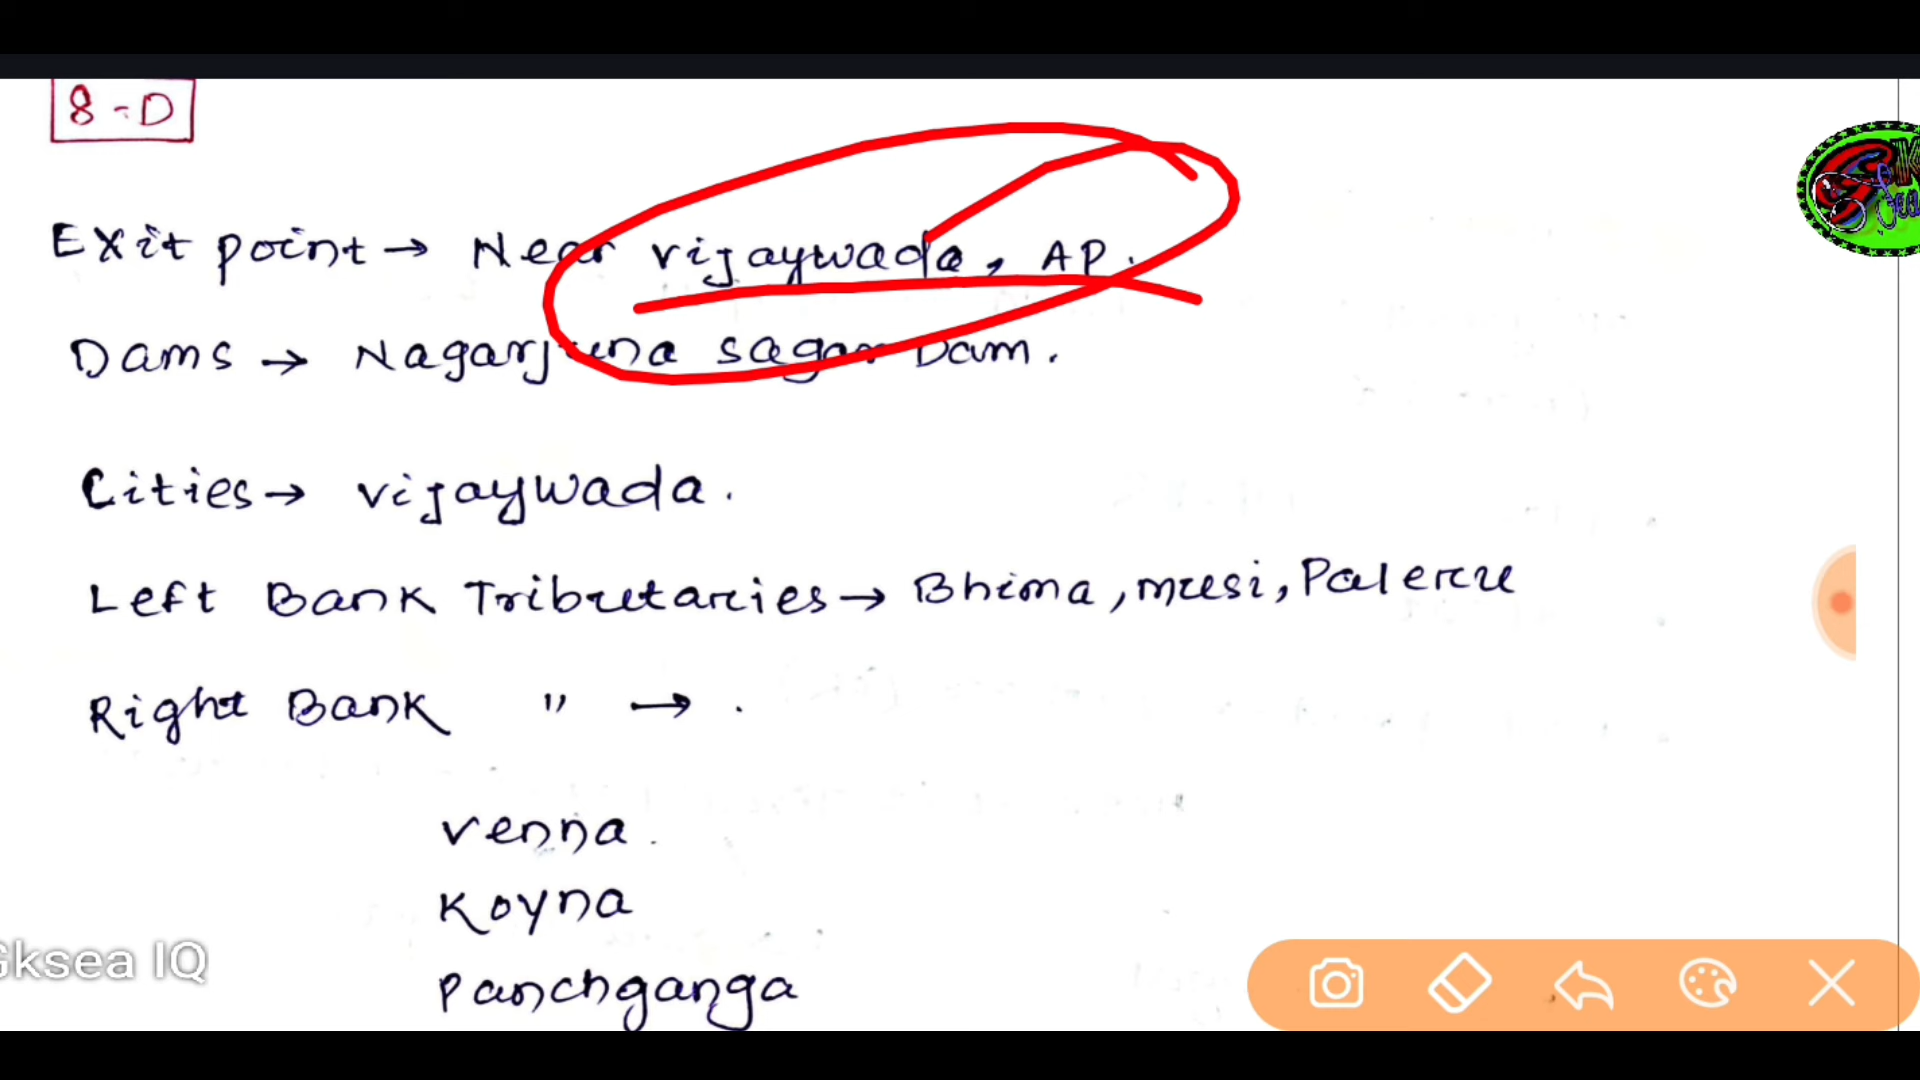 8-D
Exit point → Near vijaywada, AP.
Dams → Nagarjuna sagar Dam.
Cities → vijaywada.
Left Bank Tributaries → Bhima, musi, Paleru
Right Bank " → .
venna.
Koyna
Panchganga
Gksea IQ